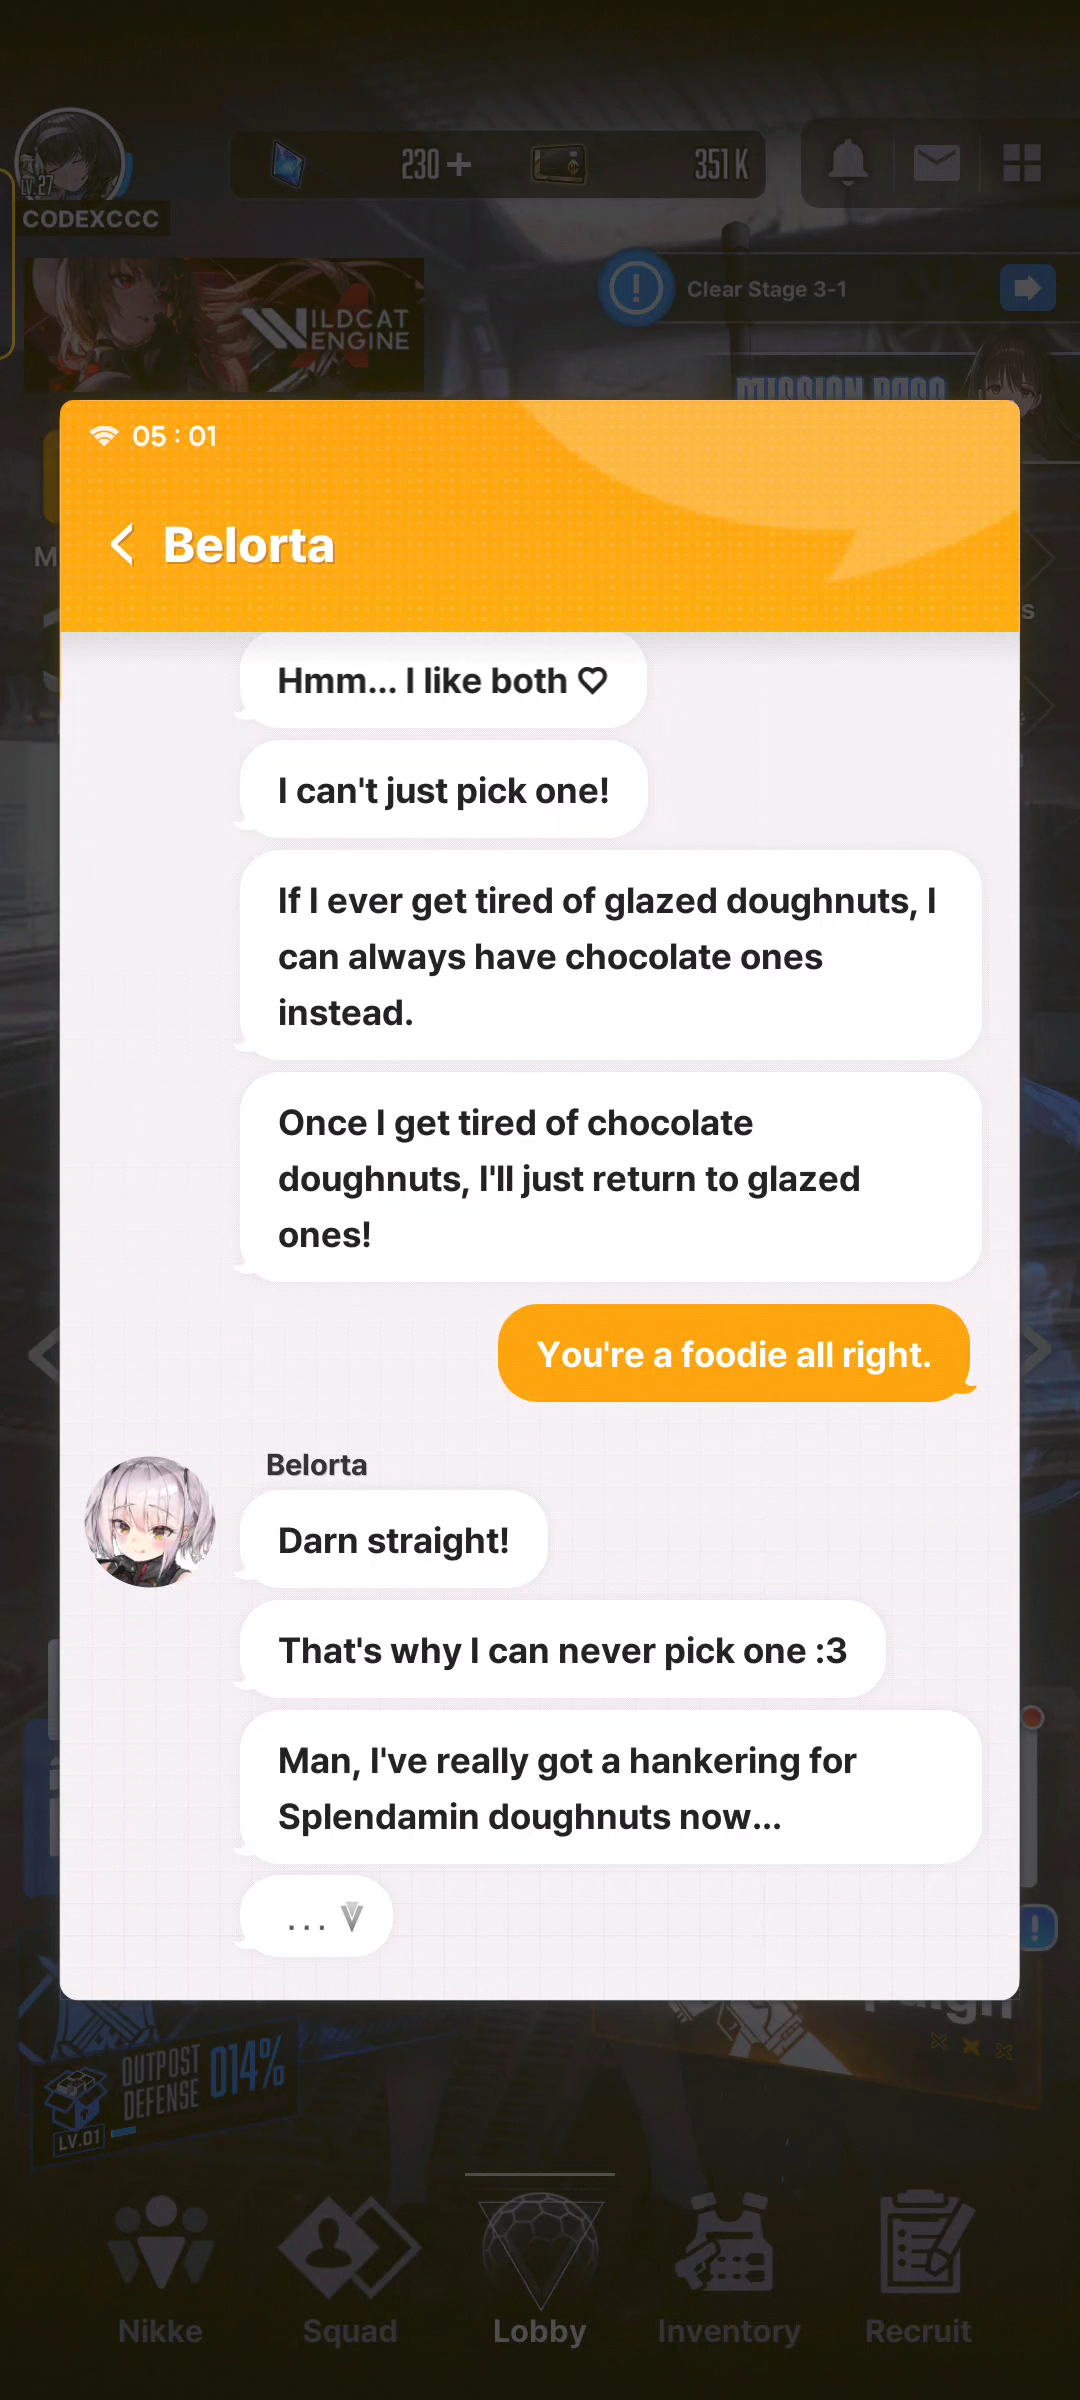 LV.27
230
351 K
CODEXCCC
WILDCAT
ENGINE
Clear Stage 3-1
MISSION PASS
05 : 01
Belorta
Hmm... I like both ♡
I can't just pick one!
If I ever get tired of glazed doughnuts, I
can always have chocolate ones
instead.
Once I get tired of chocolate
doughnuts, I'll just return to glazed
ones!
You're a foodie all right.
Belorta
Darn straight!
That's why I can never pick one :3
Man, I've really got a hankering for
Splendamin doughnuts now...
...
OUTPOST
DEFENSE
014%
LV.01
Nikke
Squad
Lobby
Inventory
Recruit